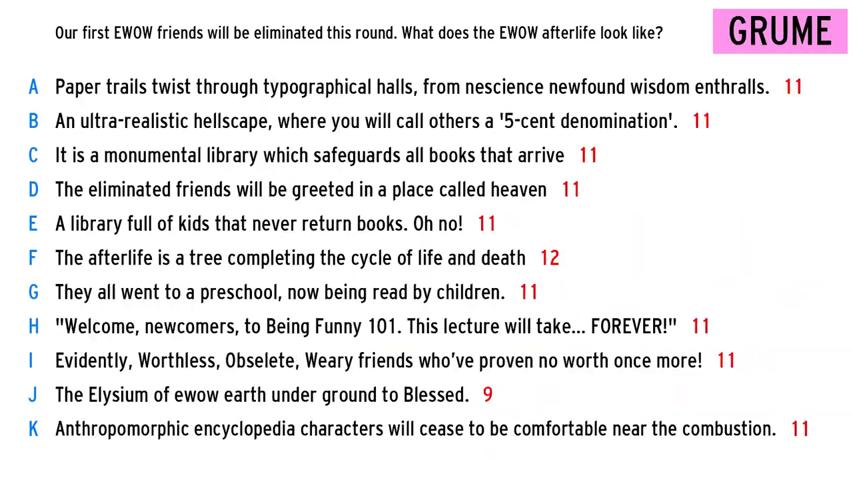 Our first EWOW friends will be eliminated this round. What does the EWOW afterlife look like?
GRUME
A Paper trails twist through typographical halls, from nescience newfound wisdom enthralls. 11
B An ultra-realistic hellscape, where you will call others a '5-cent denomination'. 11
C It is a monumental library which safeguards all books that arrive 11
D The eliminated friends will be greeted in a place called heaven 11
E A library full of kids that never return books. Oh no! 11
F The afterlife is a tree completing the cycle of life and death 12
G They all went to a preschool, now being read by children. 11
H "Welcome, newcomers, to Being Funny 101. This lecture will take... FOREVER!" 11
I Evidently, Worthless, Obselete, Weary friends who've proven no worth once more! 11
J The Elysium of ewow earth under ground to Blessed. 9
K Anthropomorphic encyclopedia characters will cease to be comfortable near the combustion. 11